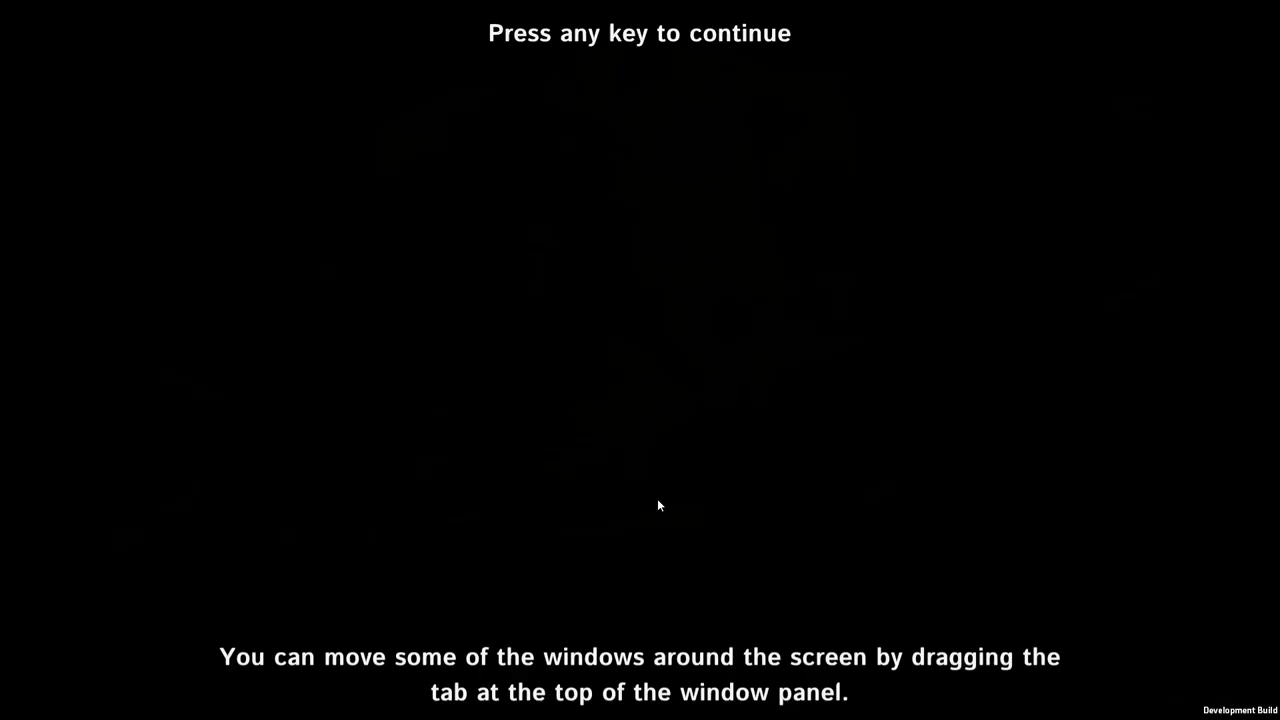 Press any key to continue
You can move some of the windows around the screen by dragging the
tab at the top of the window panel.
Development Build